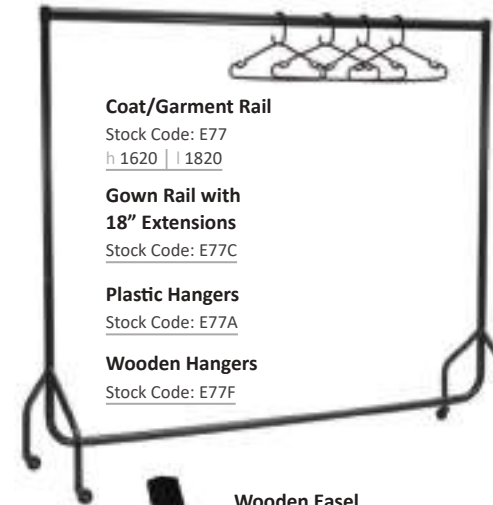 Coat/Garment Rail
Stock Code: E77
h 1620 | l 1820
Gown Rail with
18” Extensions
Stock Code: E77C
Plastic Hangers
Stock Code: E77A
Wooden Hangers
Stock Code: E77F
Wooden Easel